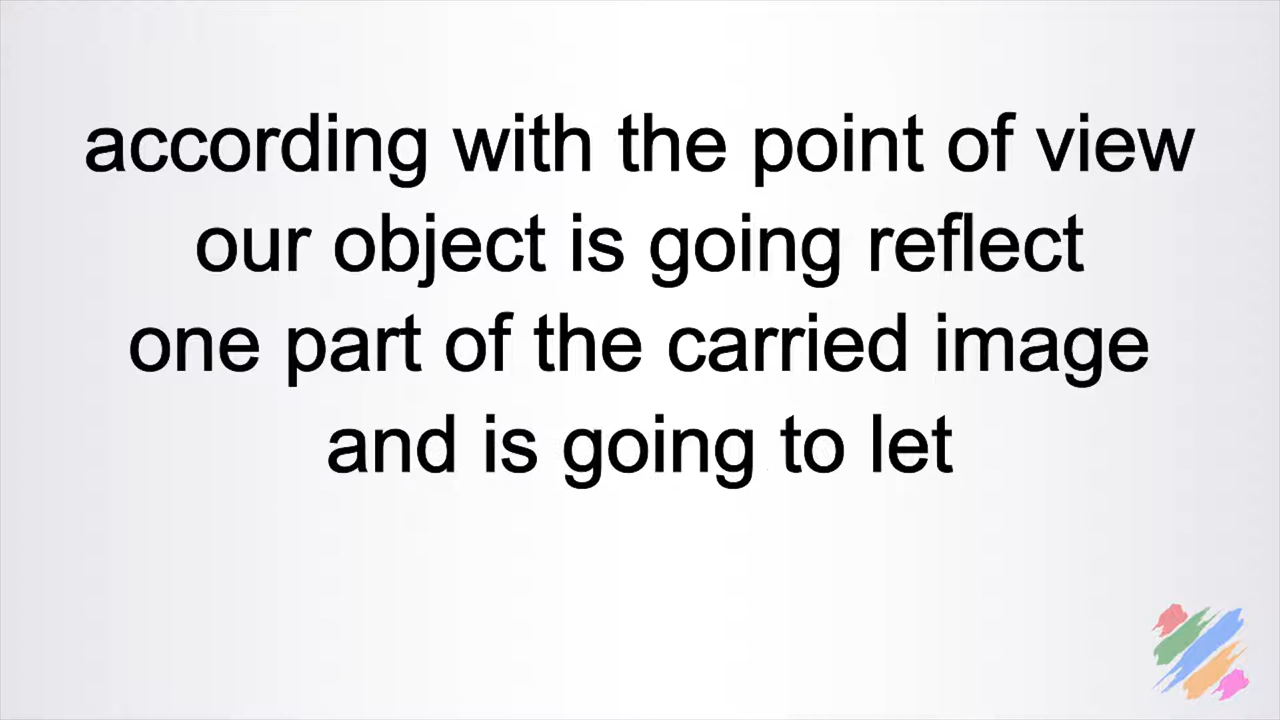 according with the point of view
our object is going reflect
one part of the carried image
and is going to let